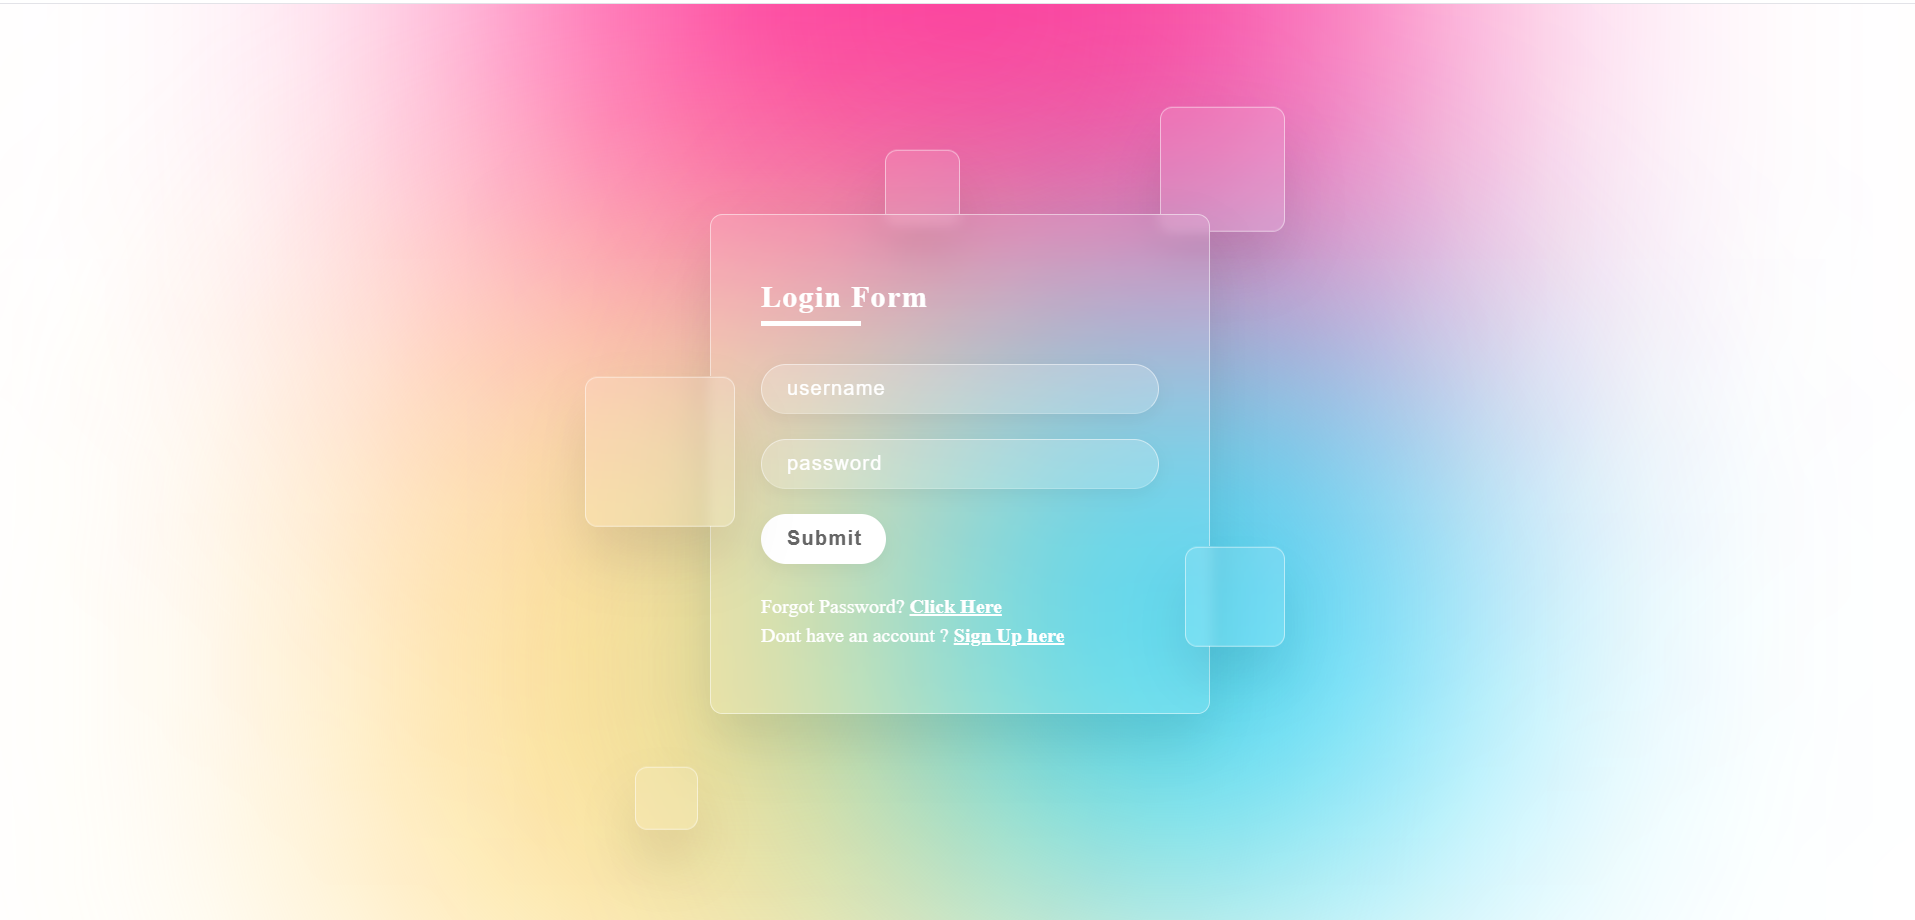 Login Form
username
password
Submit
Forgot Password? Click Here
Dont have an account ? Sign Up here